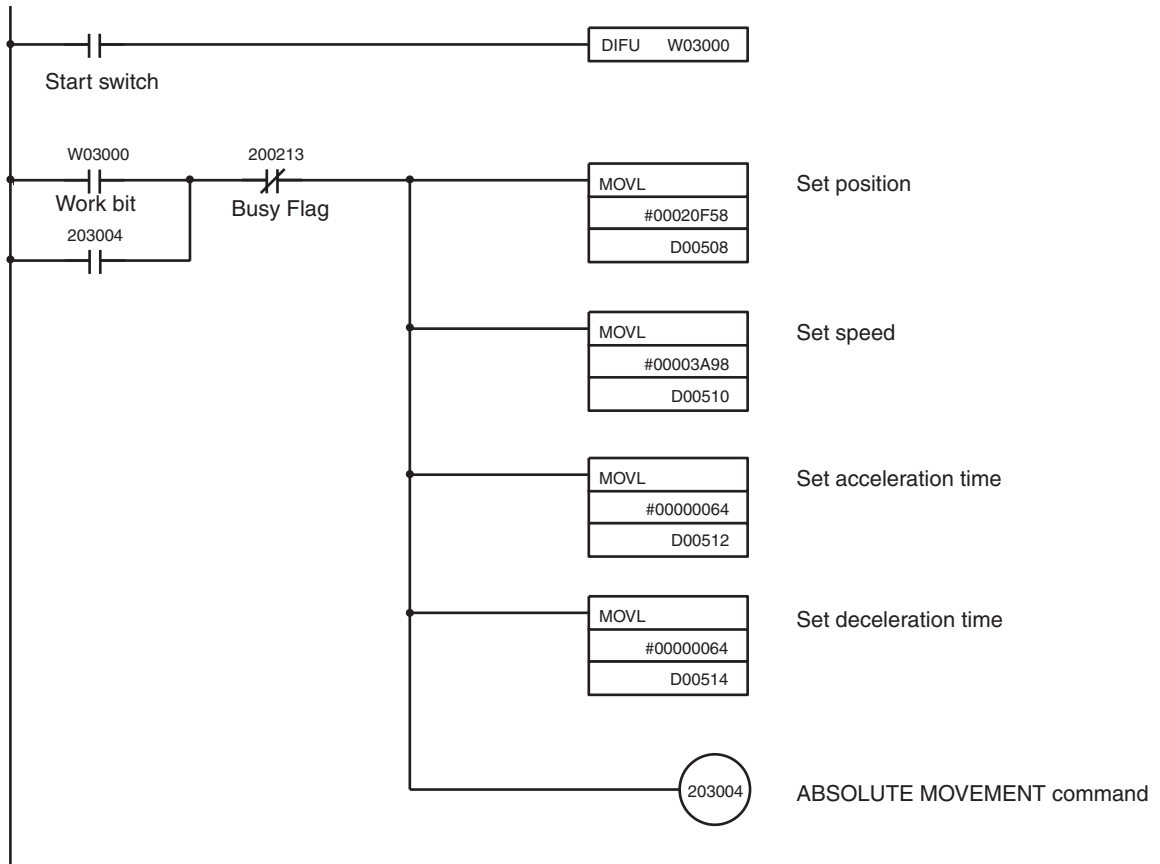 DIFU W03000
Start switch
W03000
200213
MOVL
Set position
Work bit
Busy Flag
#00020F58
203004
D00508
MOVL
Set speed
#00003A98
D00510
MOVL
Set acceleration time
#00000064
D00512
MOVL
Set deceleration time
#00000064
D00514
203004
ABSOLUTE MOVEMENT command